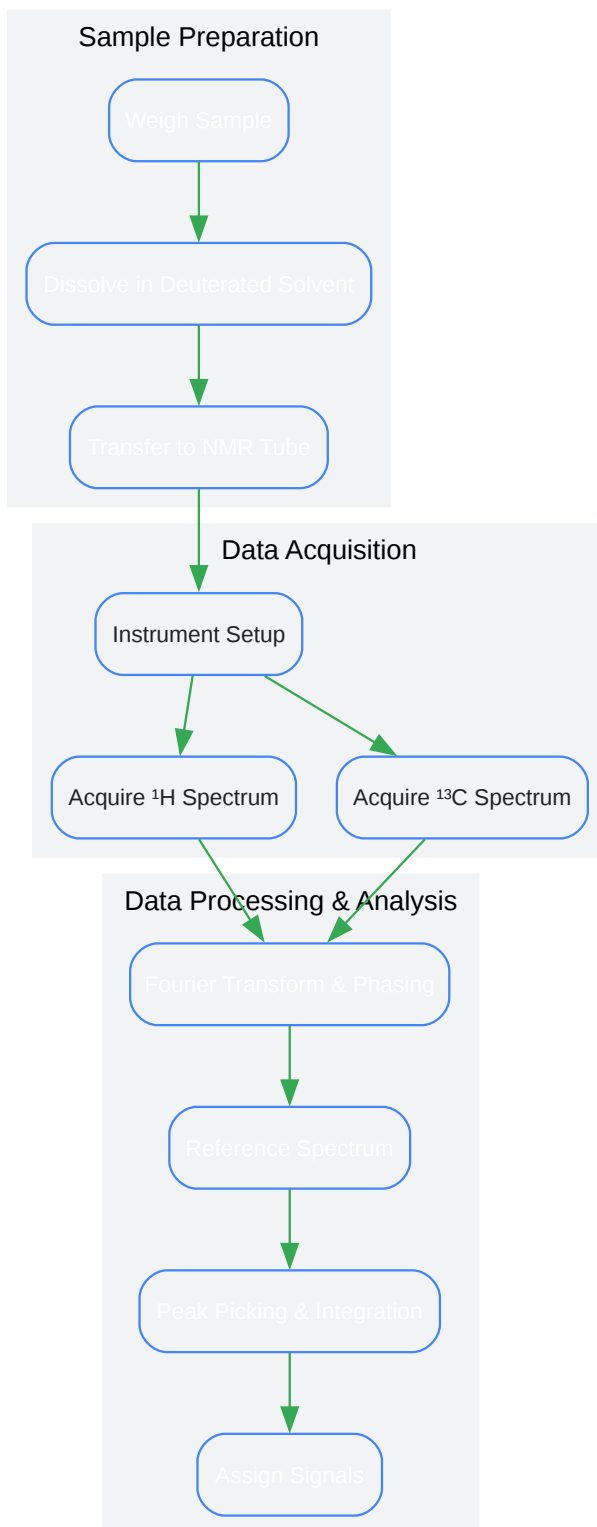 Sample Preparation
Weigh Sample
Dissolve in Deuterated Solvent
Transfer to NMR Tube
Data Acquisition
Instrument Setup
Acquire ¹H Spectrum
Acquire ¹³C Spectrum
Data Processing & Analysis
Fourier Transform & Phasing
Reference Spectrum
Peak Picking & Integration
Assign Signals